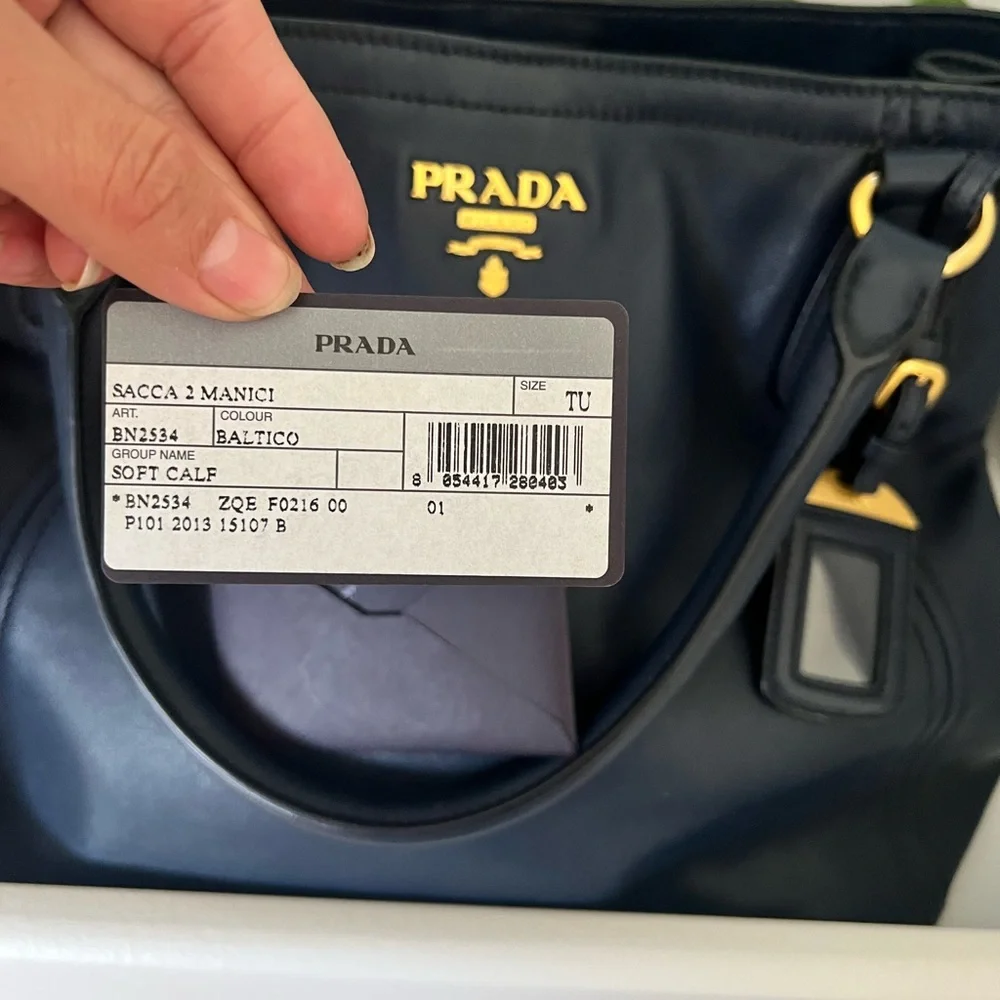 PRADA
PRADA
SACCA 2 MANICI
SIZE
TU
ART.
COLOUR
BN2534
BALTICO
GROUP NAME
SOFT CALF
8 054417 280403
* BN2534 ZQE F0216 00 01 *
P101 2013 15107 B